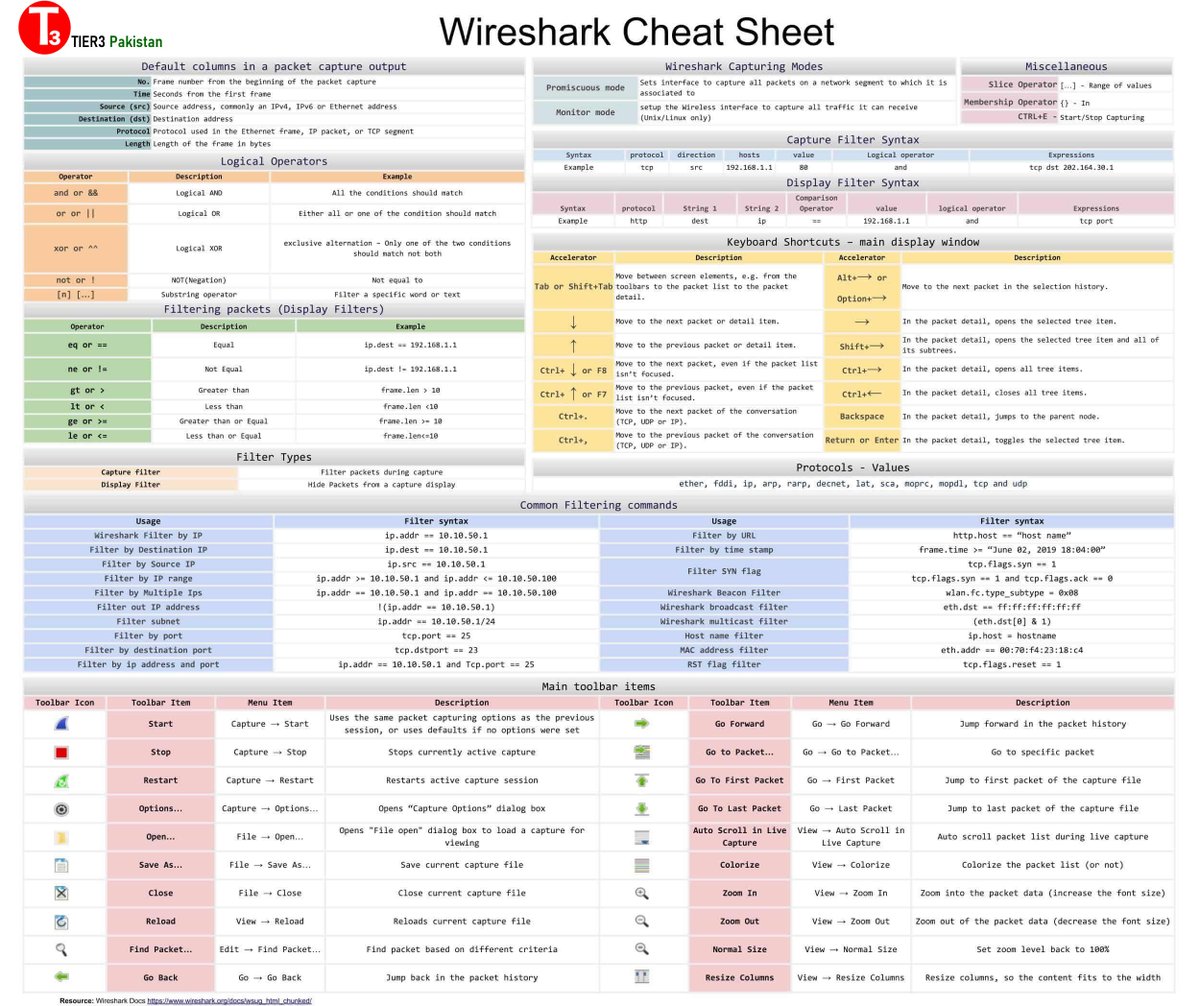 T3 TIER3 Pakistan
Wireshark Cheat Sheet
Default columns in a packet capture output
No. Frame number from the beginning of the packet capture
Time Seconds from the first frame
Source (src) Source address, commonly an IPv4, IPv6 or Ethernet address
Destination (dst) Destination address
Protocol Protocol used in the Ethernet frame, IP packet, or TCP segment
Length Length of the frame in bytes
Logical Operators
Operator Description Example
and or && Logical AND All the conditions should match
or or || Logical OR Either all or one of the condition should match
xor or ^^ Logical XOR exclusive alternation – Only one of the two conditions
should match not both
not or ! NOT(Negation) Not equal to
[n] […] Substring operator Filter a specific word or text
Filtering packets (Display Filters)
Operator Description Example
eq or == Equal ip.dest == 192.168.1.1
ne or != Not Equal ip.dest != 192.168.1.1
gt or > Greater than frame.len > 10
lt or < Less than frame.len <10
ge or >= Greater than or Equal frame.len >= 10
le or <= Less than or Equal frame.len<=10
Filter Types
Capture filter Filter packets during capture
Display Filter Hide Packets from a capture display
Wireshark Capturing Modes
Promiscuous mode Sets interface to capture all packets on a network segment to which it is
associated to
Monitor mode setup the Wireless interface to capture all traffic it can receive
(Unix/Linux only)
Miscellaneous
Slice Operator […] - Range of values
Membership Operator {} - In
CTRL+E - Start/Stop Capturing
Capture Filter Syntax
Syntax protocol direction hosts value Logical operator Expressions
Example tcp src 192.168.1.1 80 and tcp dst 202.164.30.1
Display Filter Syntax
Syntax protocol String 1 String 2 Comparison Operator value logical operator Expressions
Example http dest ip == 192.168.1.1 and tcp port
Keyboard Shortcuts – main display window
Accelerator Description Accelerator Description
Tab or Shift+Tab Move between screen elements, e.g. from the
toolbars to the packet list to the packet
detail.
Alt+→ or
Option+→ Move to the next packet in the selection history.
↓ Move to the next packet or detail item.
→ In the packet detail, opens the selected tree item.
↑ Move to the previous packet or detail item.
Shift+→ In the packet detail, opens the selected tree item and all of
its subtrees.
Ctrl+ ↓ or F8 Move to the next packet, even if the packet list
isn't focused.
Ctrl+→ In the packet detail, opens all tree items.
Ctrl+ ↑ or F7 Move to the previous packet, even if the packet
list isn't focused.
Ctrl+← In the packet detail, closes all tree items.
Ctrl+. Move to the next packet of the conversation
(TCP, UDP or IP).
Backspace In the packet detail, jumps to the parent node.
Ctrl+, Move to the previous packet of the conversation
(TCP, UDP or IP).
Return or Enter In the packet detail, toggles the selected tree item.
Protocols - Values
ether, fddi, ip, arp, rarp, decnet, lat, sca, moprc, mopdl, tcp and udp
Common Filtering commands
Usage Filter syntax Usage Filter syntax
Wireshark Filter by IP ip.addr == 10.10.50.1 Filter by URL http.host == “host name”
Filter by Destination IP ip.dest == 10.10.50.1 Filter by time stamp frame.time >= “June 02, 2019 18:04:00”
Filter by Source IP ip.src == 10.10.50.1 Filter SYN flag tcp.flags.syn == 1
Filter by IP range ip.addr >= 10.10.50.1 and ip.addr <= 10.10.50.100 tcp.flags.syn == 1 and tcp.flags.ack == 0
Filter by Multiple Ips ip.addr == 10.10.50.1 and ip.addr == 10.10.50.100 Wireshark Beacon Filter wlan.fc.type_subtype = 0x08
Filter out IP address !(ip.addr == 10.10.50.1) Wireshark broadcast filter eth.dst == ff:ff:ff:ff:ff:ff
Filter subnet ip.addr == 10.10.50.1/24 Wireshark multicast filter (eth.dst[0] & 1)
Filter by port tcp.port == 25 Host name filter ip.host = hostname
Filter by destination port tcp.dstport == 23 MAC address filter eth.addr == 00:70:f4:23:18:c4
Filter by ip address and port ip.addr == 10.10.50.1 and Tcp.port == 25 RST flag filter tcp.flags.reset == 1
Main toolbar items
Toolbar Icon Toolbar Item Menu Item Description Toolbar Icon Toolbar Item Menu Item Description
Start Capture → Start Uses the same packet capturing options as the previous
session, or uses defaults if no options were set
Go Forward Go → Go Forward Jump forward in the packet history
Stop Capture → Stop Stops currently active capture Go to Packet… Go → Go to Packet… Go to specific packet
Restart Capture → Restart Restarts active capture session Go To First Packet Go → First Packet Jump to first packet of the capture file
Options… Capture → Options… Opens “Capture Options” dialog box Go To Last Packet Go → Last Packet Jump to last packet of the capture file
Open… File → Open… Opens "File open" dialog box to load a capture for
viewing
Auto Scroll in Live
Capture
View → Auto Scroll in
Live Capture
Auto scroll packet list during live capture
Save As… File → Save As… Save current capture file Colorize View → Colorize Colorize the packet list (or not)
Close File → Close Close current capture file Zoom In View → Zoom In Zoom into the packet data (increase the font size)
Reload View → Reload Reloads current capture file Zoom Out View → Zoom Out Zoom out of the packet data (decrease the font size)
Find Packet… Edit → Find Packet… Find packet based on different criteria Normal Size View → Normal Size Set zoom level back to 100%
Go Back Go → Go Back Jump back in the packet history Resize Columns View → Resize Columns Resize columns, so the content fits to the width
Resource: Wireshark Docs https://www.wireshark.org/docs/wsug_html_chunked/